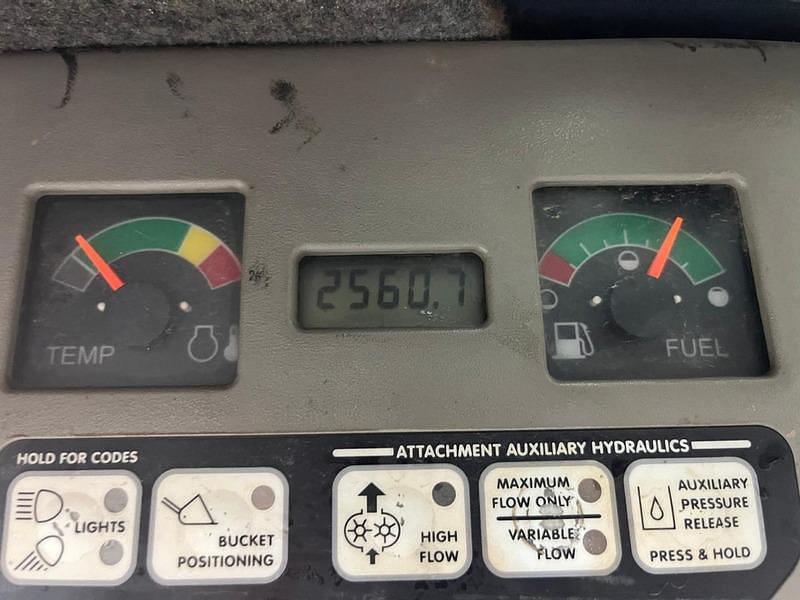 TEMP
2560.7
FUEL
HOLD FOR CODES
ATTACHMENT AUXILIARY HYDRAULICS
LIGHTS
BUCKET
POSITIONING
HIGH
FLOW
MAXIMUM
FLOW ONLY
VARIABLE
FLOW
AUXILIARY
PRESSURE
RELEASE
PRESS & HOLD